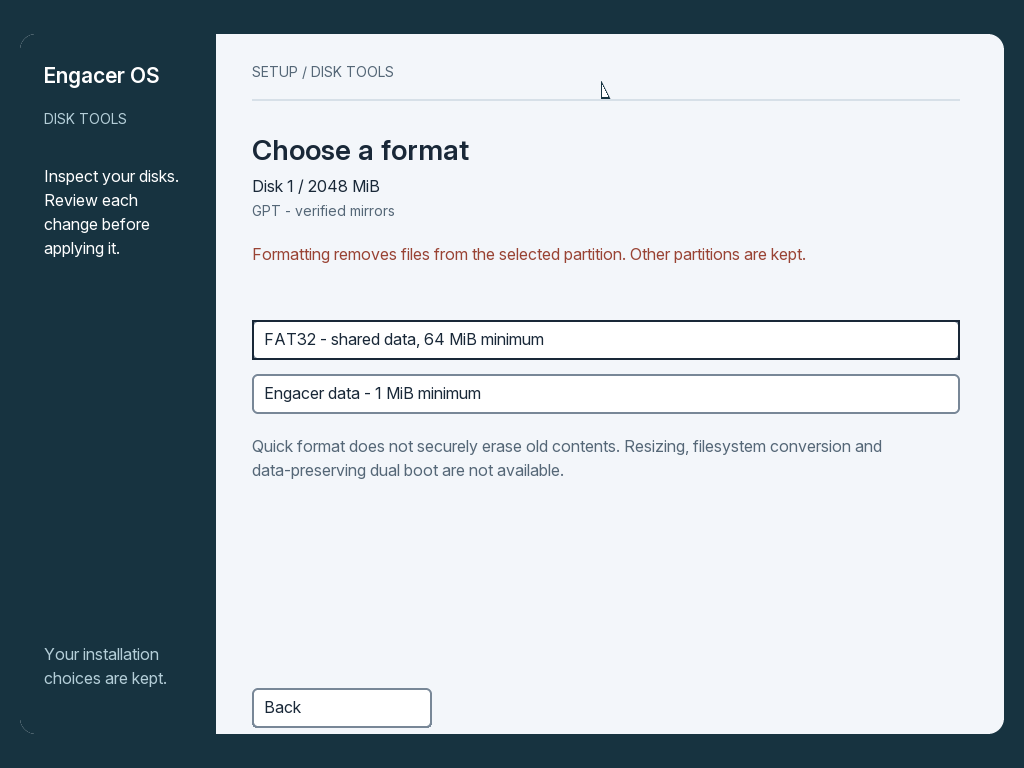 Engacer OS
DISK TOOLS
Inspect your disks.
Review each
change before
applying it.
Your installation
choices are kept.
SETUP / DISK TOOLS
Choose a format
Disk 1 / 2048 MiB
GPT - verified mirrors
Formatting removes files from the selected partition. Other partitions are kept.
FAT32 - shared data, 64 MiB minimum
Engacer data - 1 MiB minimum
Quick format does not securely erase old contents. Resizing, filesystem conversion and
data-preserving dual boot are not available.
Back